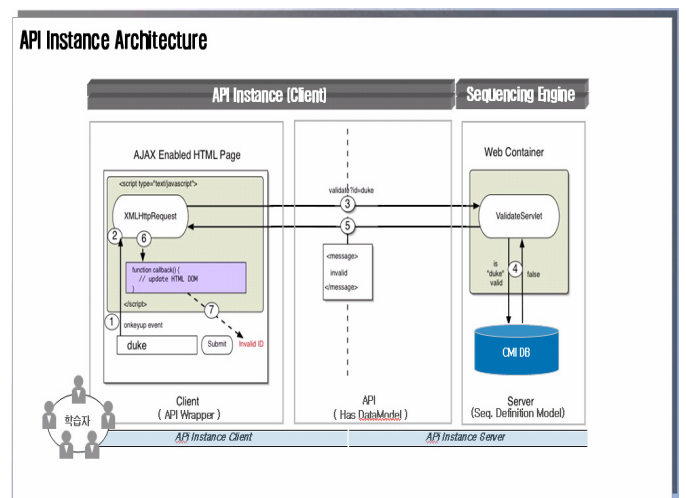 API Instance Architecture
API Instance (Client)
Sequencing Engine
AJAX Enabled HTML Page
Web Container
<script type="text/javascript">
validate?id=duke
3
XMLHttpRequest
ValidateServlet
5
2
6
<message>
invalid
</message>
function callback() {
// update HTML DOM
}
is
"duke"
valid
4
false
</script>
7
1
onkeyup event
duke
Submit
Invalid ID
CMI DB
Client
( API Wrapper )
API
( Has DataModel )
Server
(Seq. Definition Model)
학습자
APi Instance Client
APi Instance Server